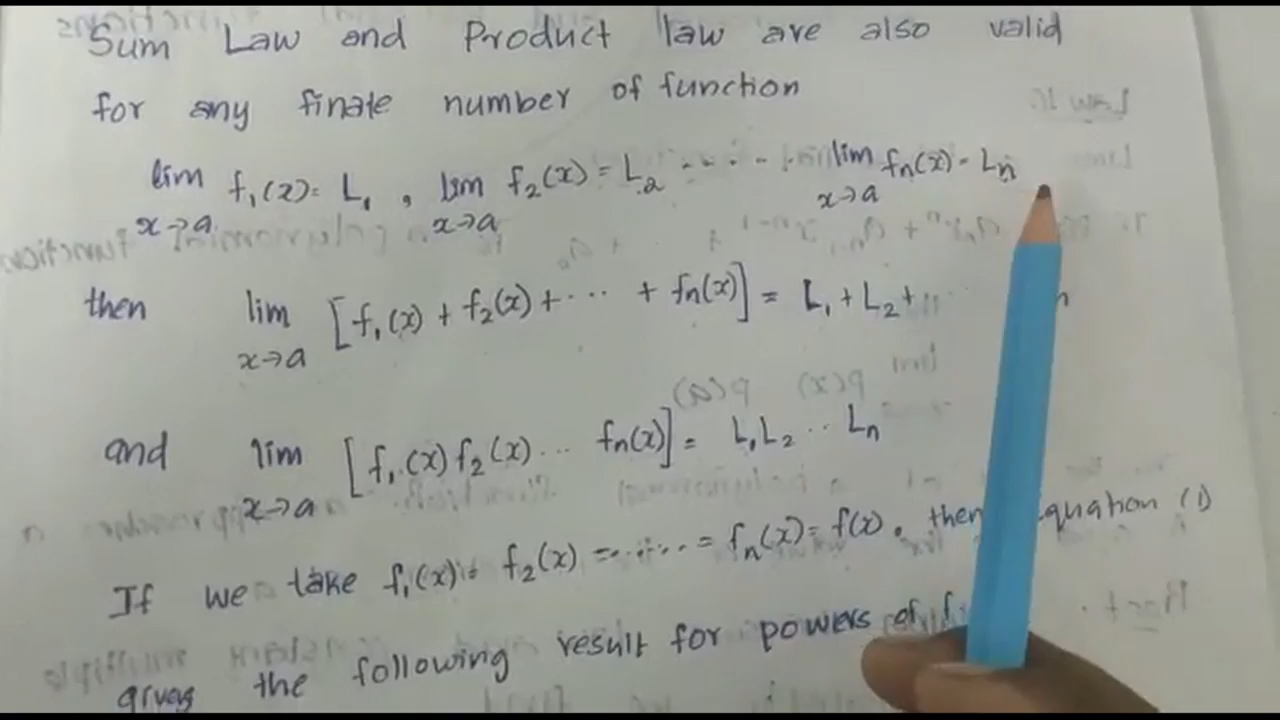 Sum Law and Product law are also valid
for any finate number of function
lim x→a f₁(x) = L₁ , lim x→a f₂(x) = L₂ ...... lim x→a fn(x) = Ln
then lim x→a [f₁(x) + f₂(x) + ... + fn(x)] = L₁ + L₂ +
and lim x→a [f₁(x) f₂(x) ... fn(x)] = L₁L₂ .. Ln
If we take f₁(x) = f₂(x) = ...... = fn(x) = f(x). then equation (1)
gives the following result for powers of